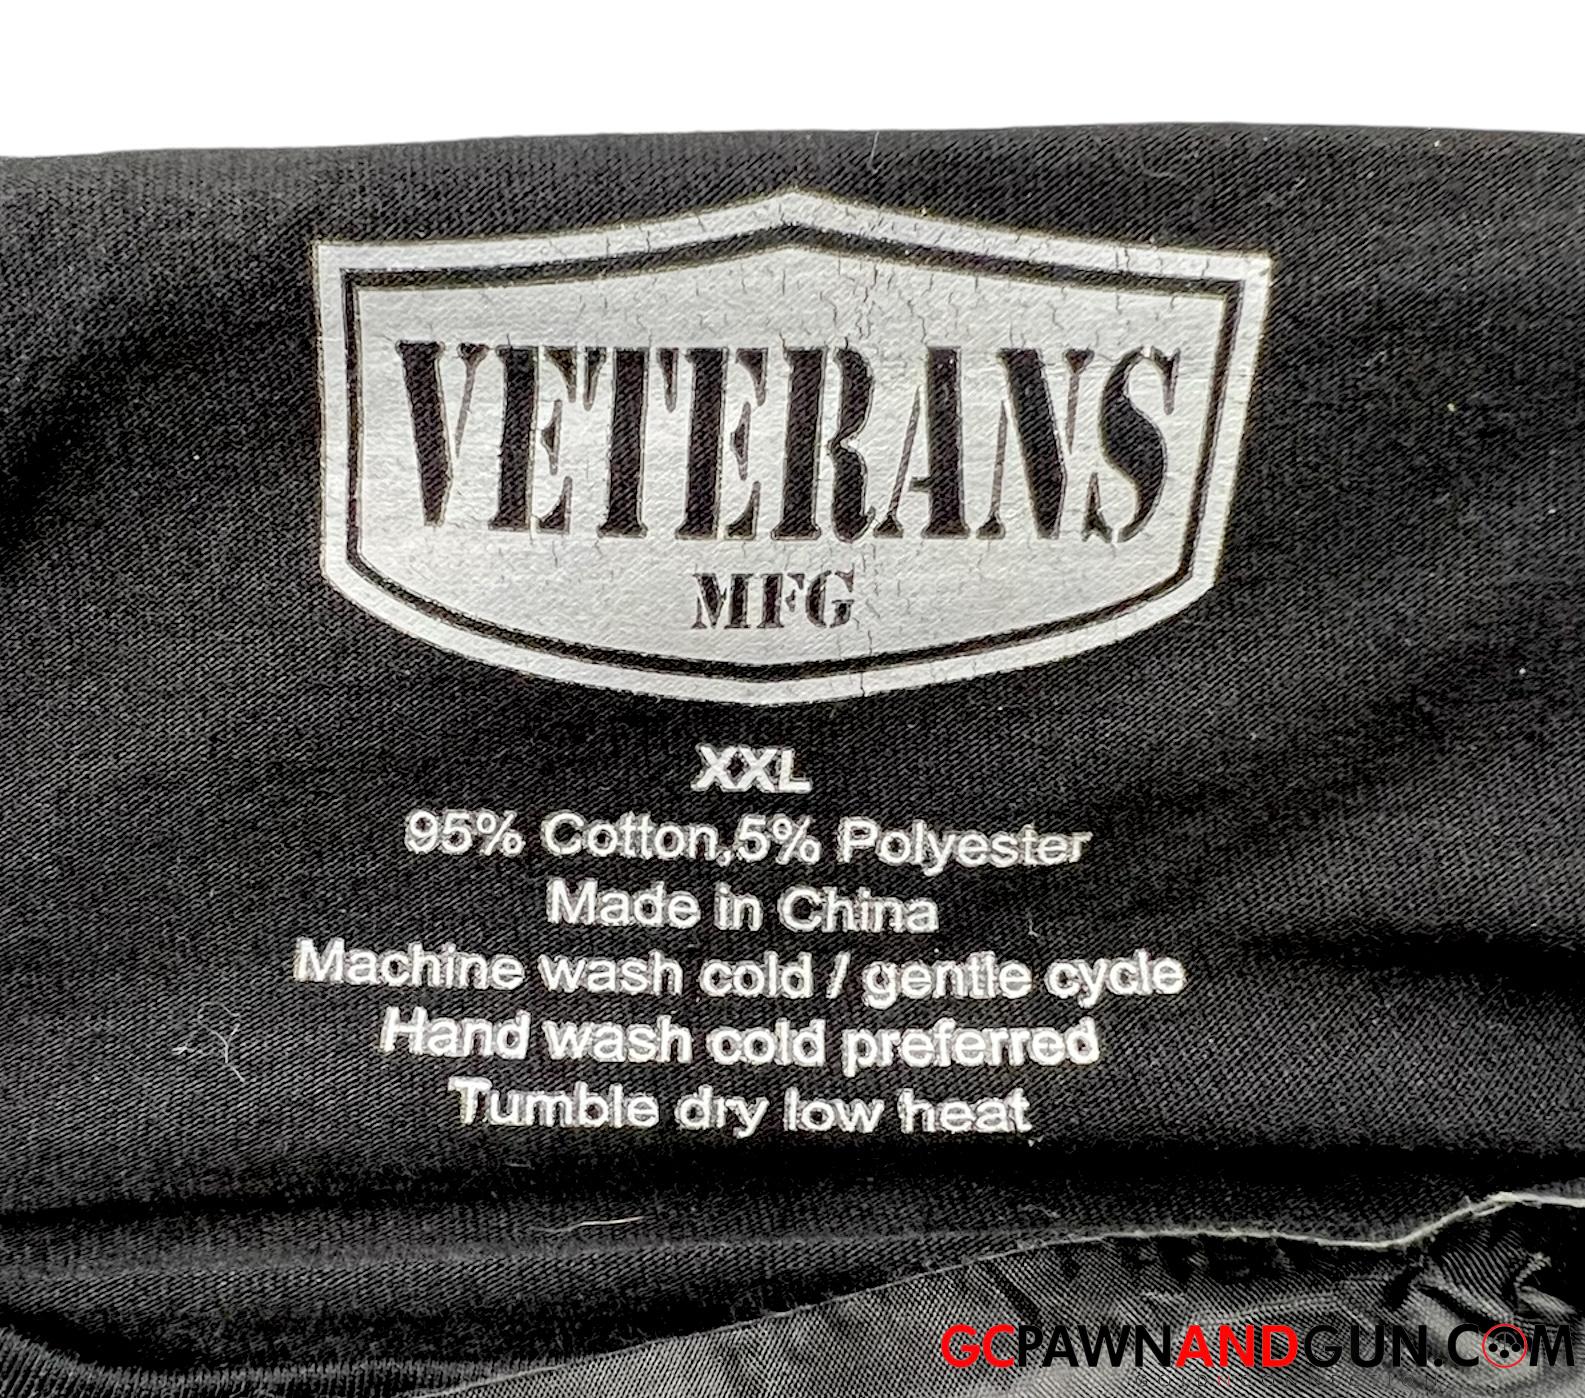 VETERANS
MFG
XXL
95% Cotton,5% Polyester
Made in China
Machine wash cold / gentle cycle
Hand wash cold preferred
Tumble dry low heat
GCPAWNANDGUN.COM